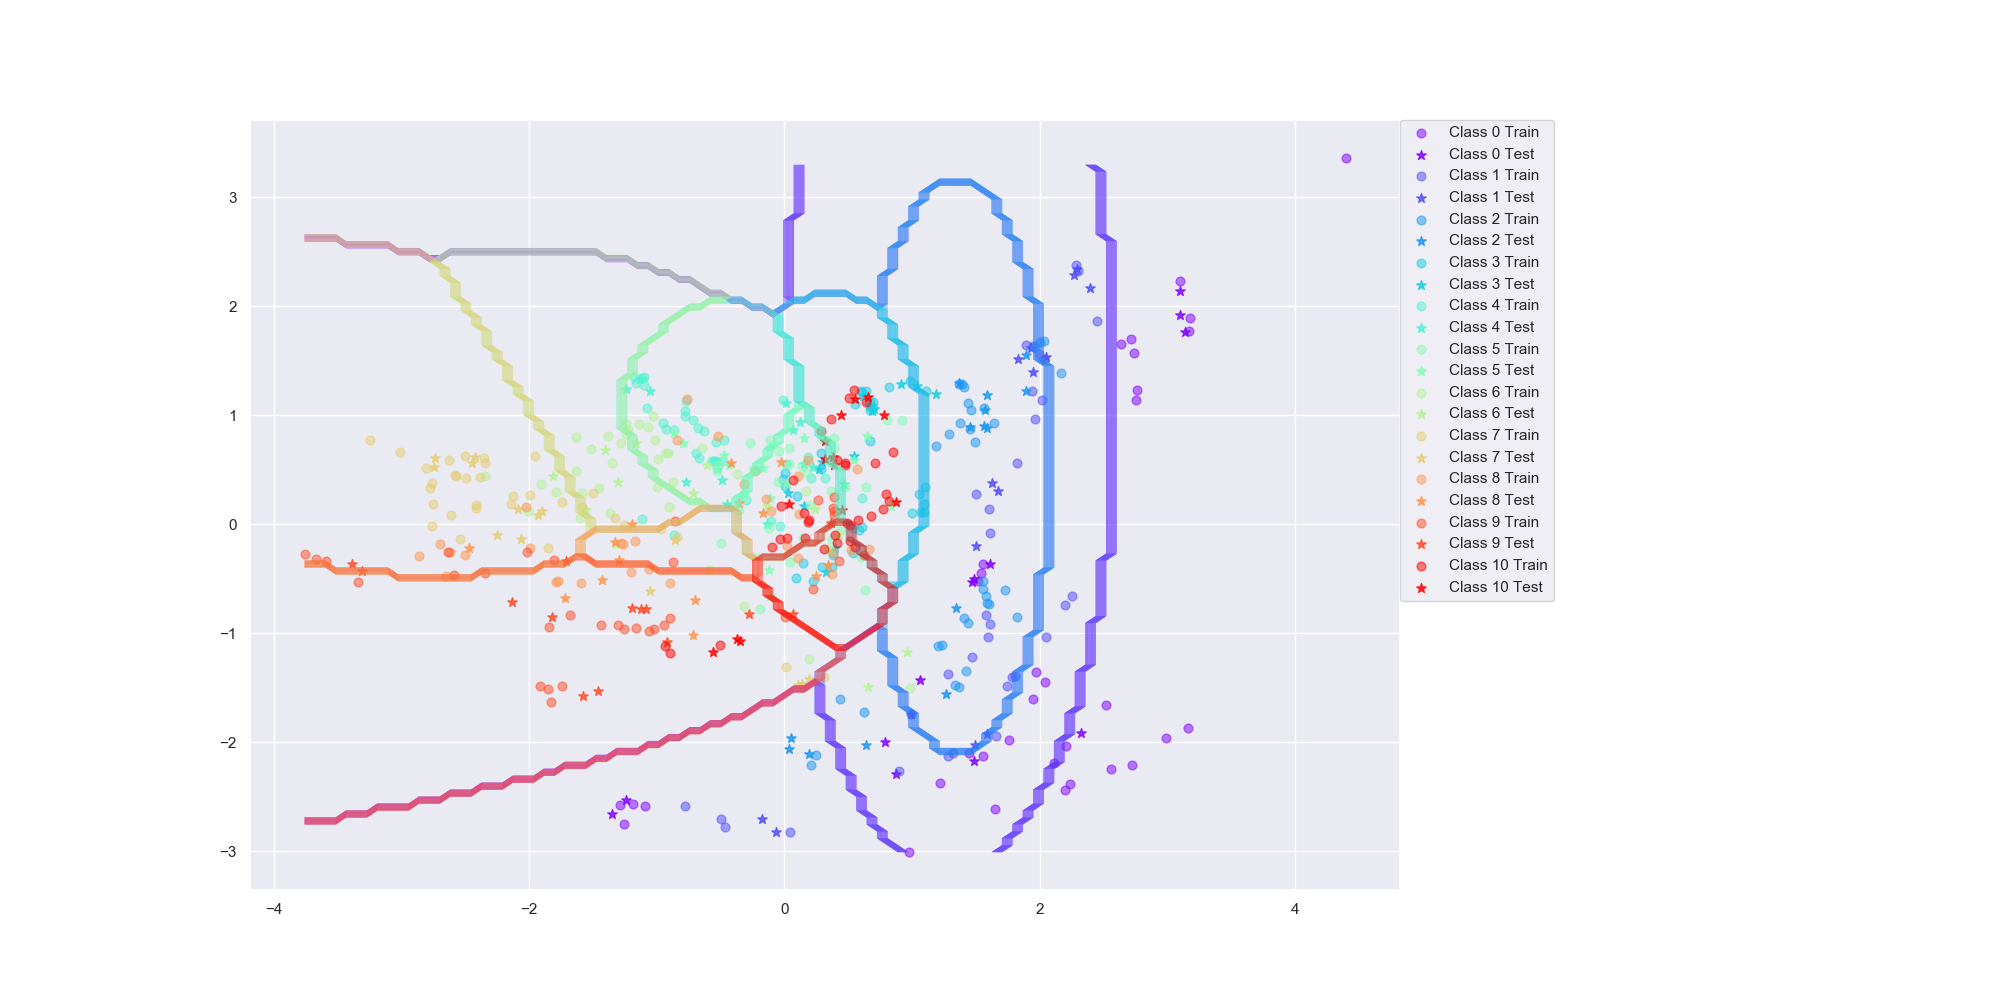 Class 0 Train
Class 0 Test
Class 1 Train
Class 1 Test
Class 2 Train
Class 2 Test
Class 3 Train
Class 3 Test
Class 4 Train
Class 4 Test
Class 5 Train
Class 5 Test
Class 6 Train
Class 6 Test
Class 7 Train
Class 7 Test
Class 8 Train
Class 8 Test
Class 9 Train
Class 9 Test
Class 10 Train
Class 10 Test
3
2
1
0
−1
−2
−3
−4 −2 0 2 4